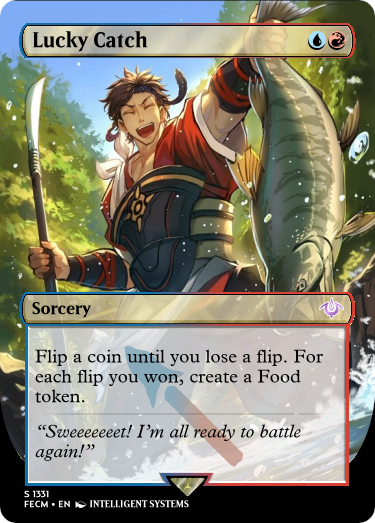 Lucky Catch
Sorcery
Flip a coin until you lose a flip. For
each flip you won, create a Food
token.
“Sweeeeeeet! I’m all ready to battle
again!”
S 1331
FECM • EN INTELLIGENT SYSTEMS